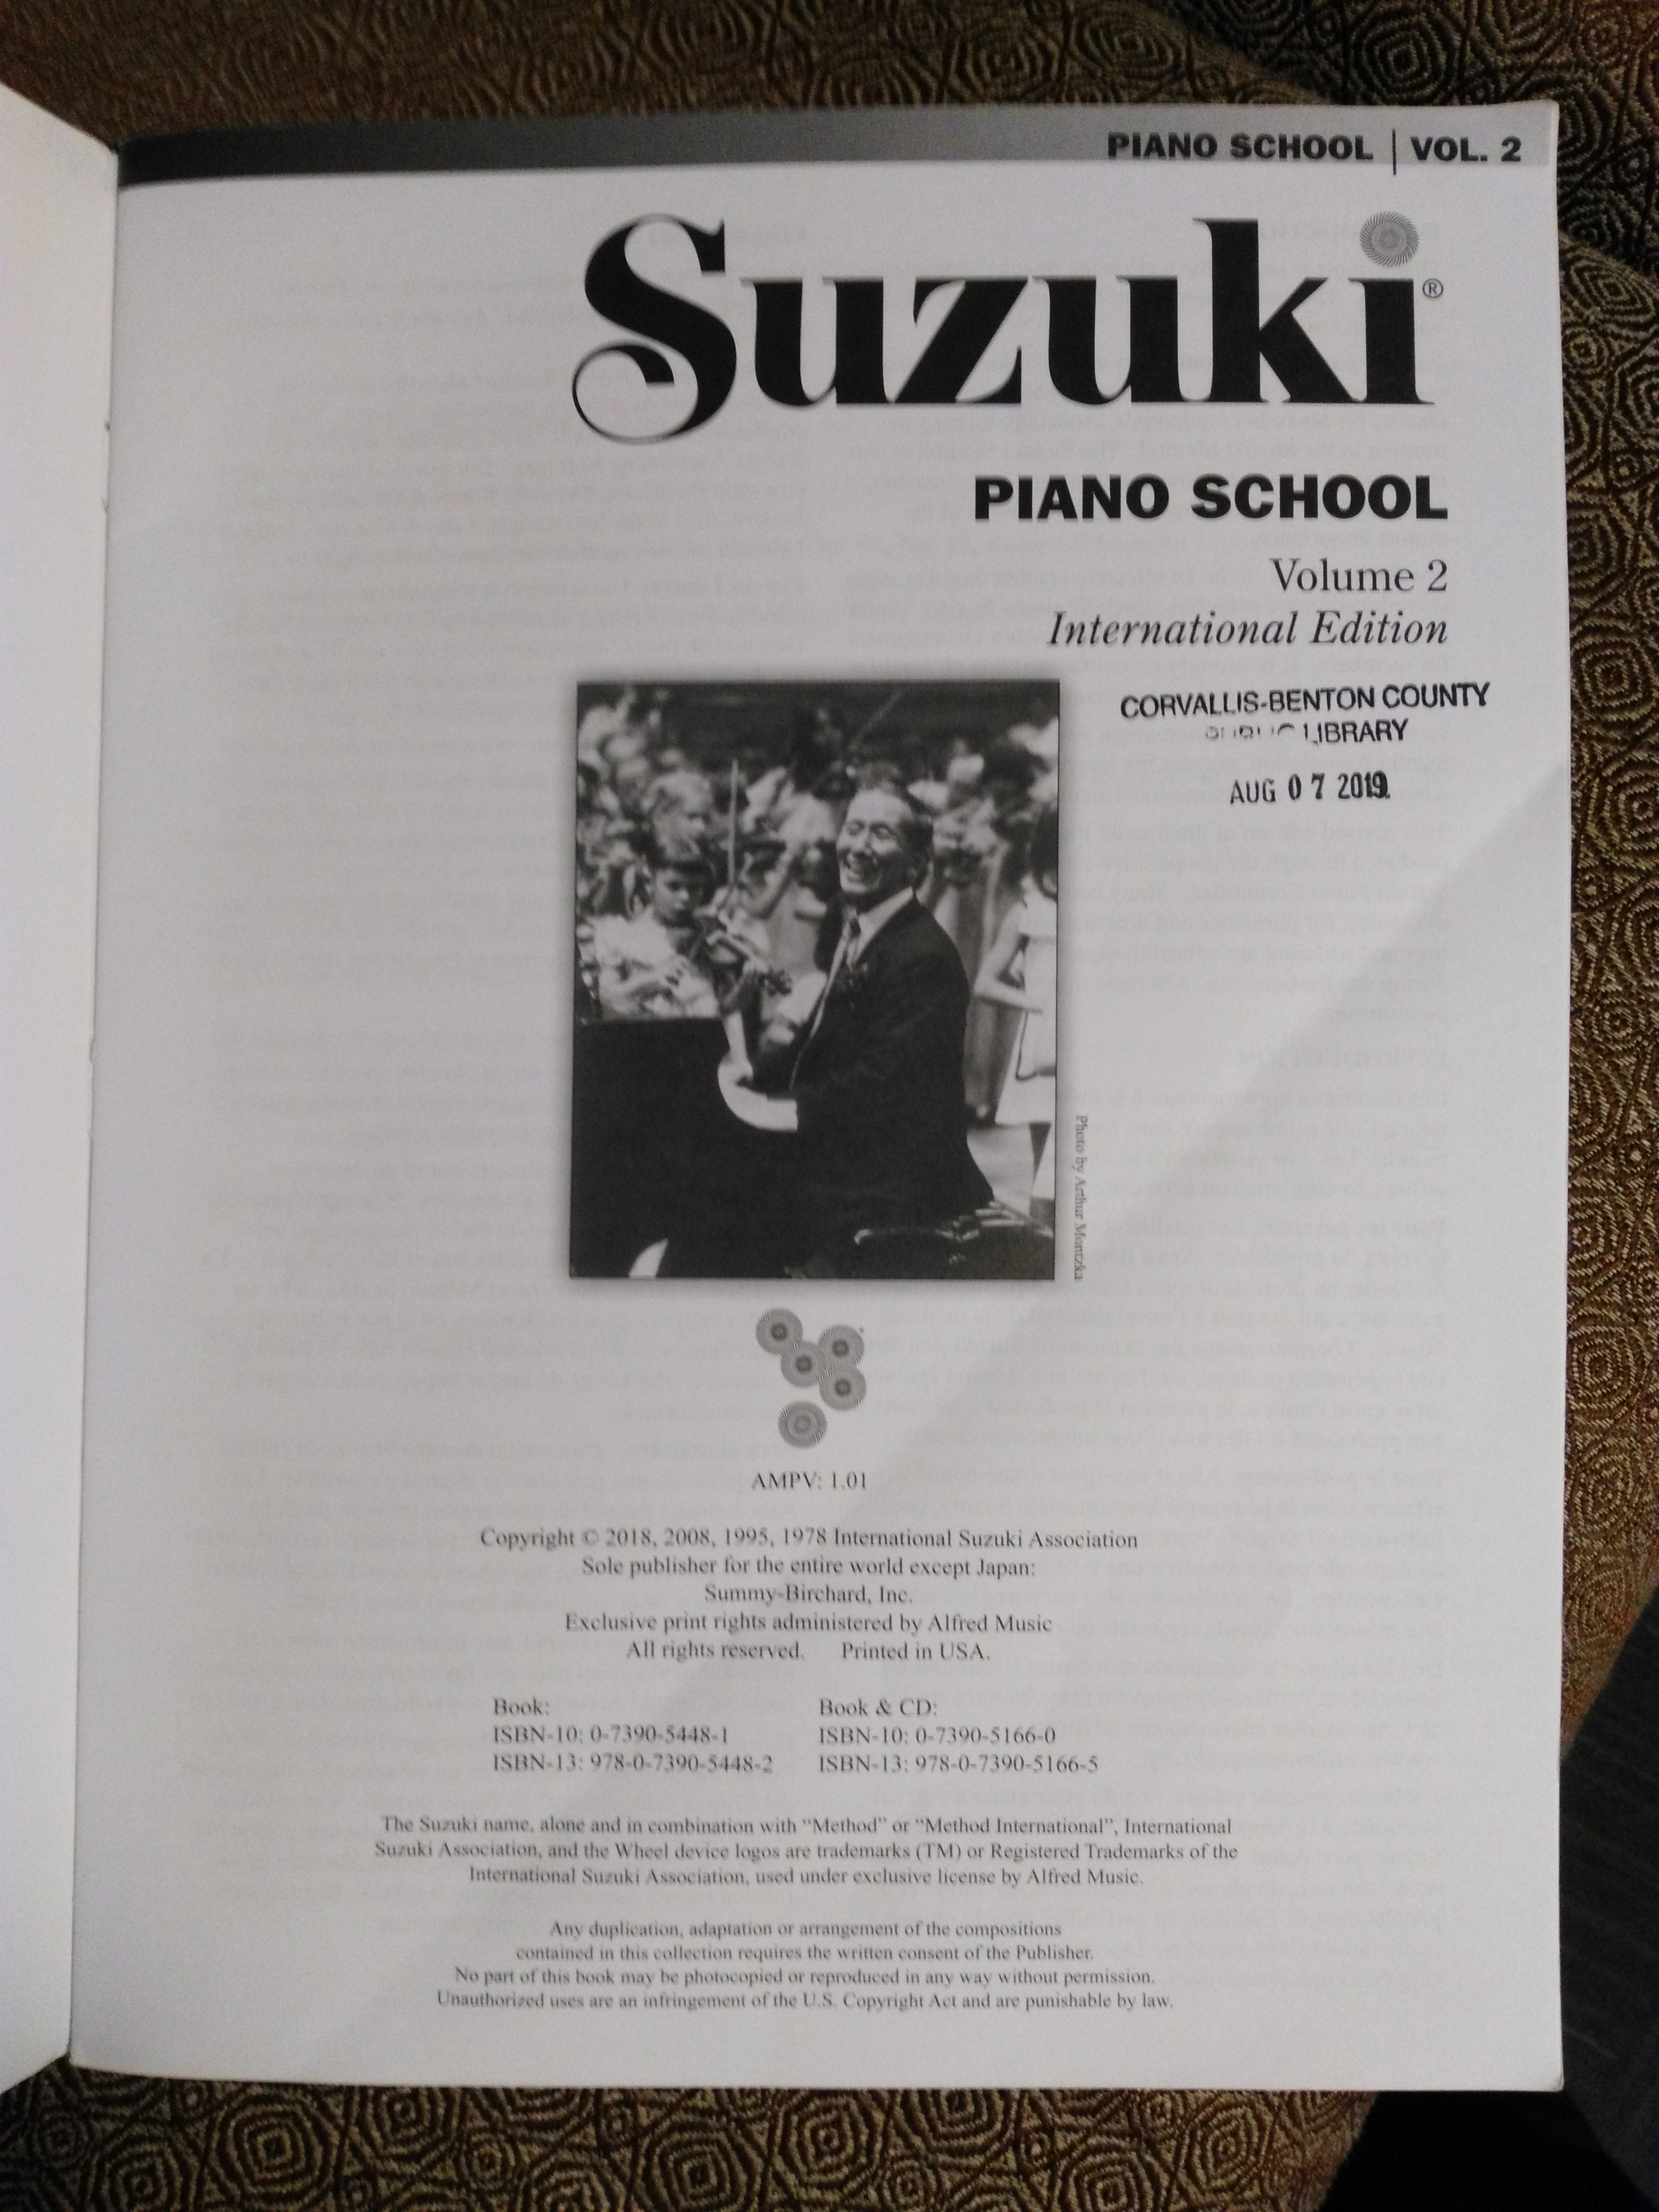 PIANO SCHOOL | VOL. 2
Suzuki®
PIANO SCHOOL
Volume 2
International Edition
CORVALLIS-BENTON COUNTY
PUBLIC LIBRARY
AUG 07 2019
Photo by Arthur Montzka
AMPV: 1.01
Copyright © 2018, 2008, 1995, 1978 International Suzuki Association
Sole publisher for the entire world except Japan:
Summy-Birchard, Inc.
Exclusive print rights administered by Alfred Music
All rights reserved. Printed in USA.
Book:
ISBN-10: 0-7390-5448-1
ISBN-13: 978-0-7390-5448-2
Book & CD:
ISBN-10: 0-7390-5166-0
ISBN-13: 978-0-7390-5166-5
The Suzuki name, alone and in combination with “Method” or “Method International”, International
Suzuki Association, and the Wheel device logos are trademarks (TM) or Registered Trademarks of the
International Suzuki Association, used under exclusive license by Alfred Music.
Any duplication, adaptation or arrangement of the compositions
contained in this collection requires the written consent of the Publisher.
No part of this book may be photocopied or reproduced in any way without permission.
Unauthorized uses are an infringement of the U.S. Copyright Act and are punishable by law.